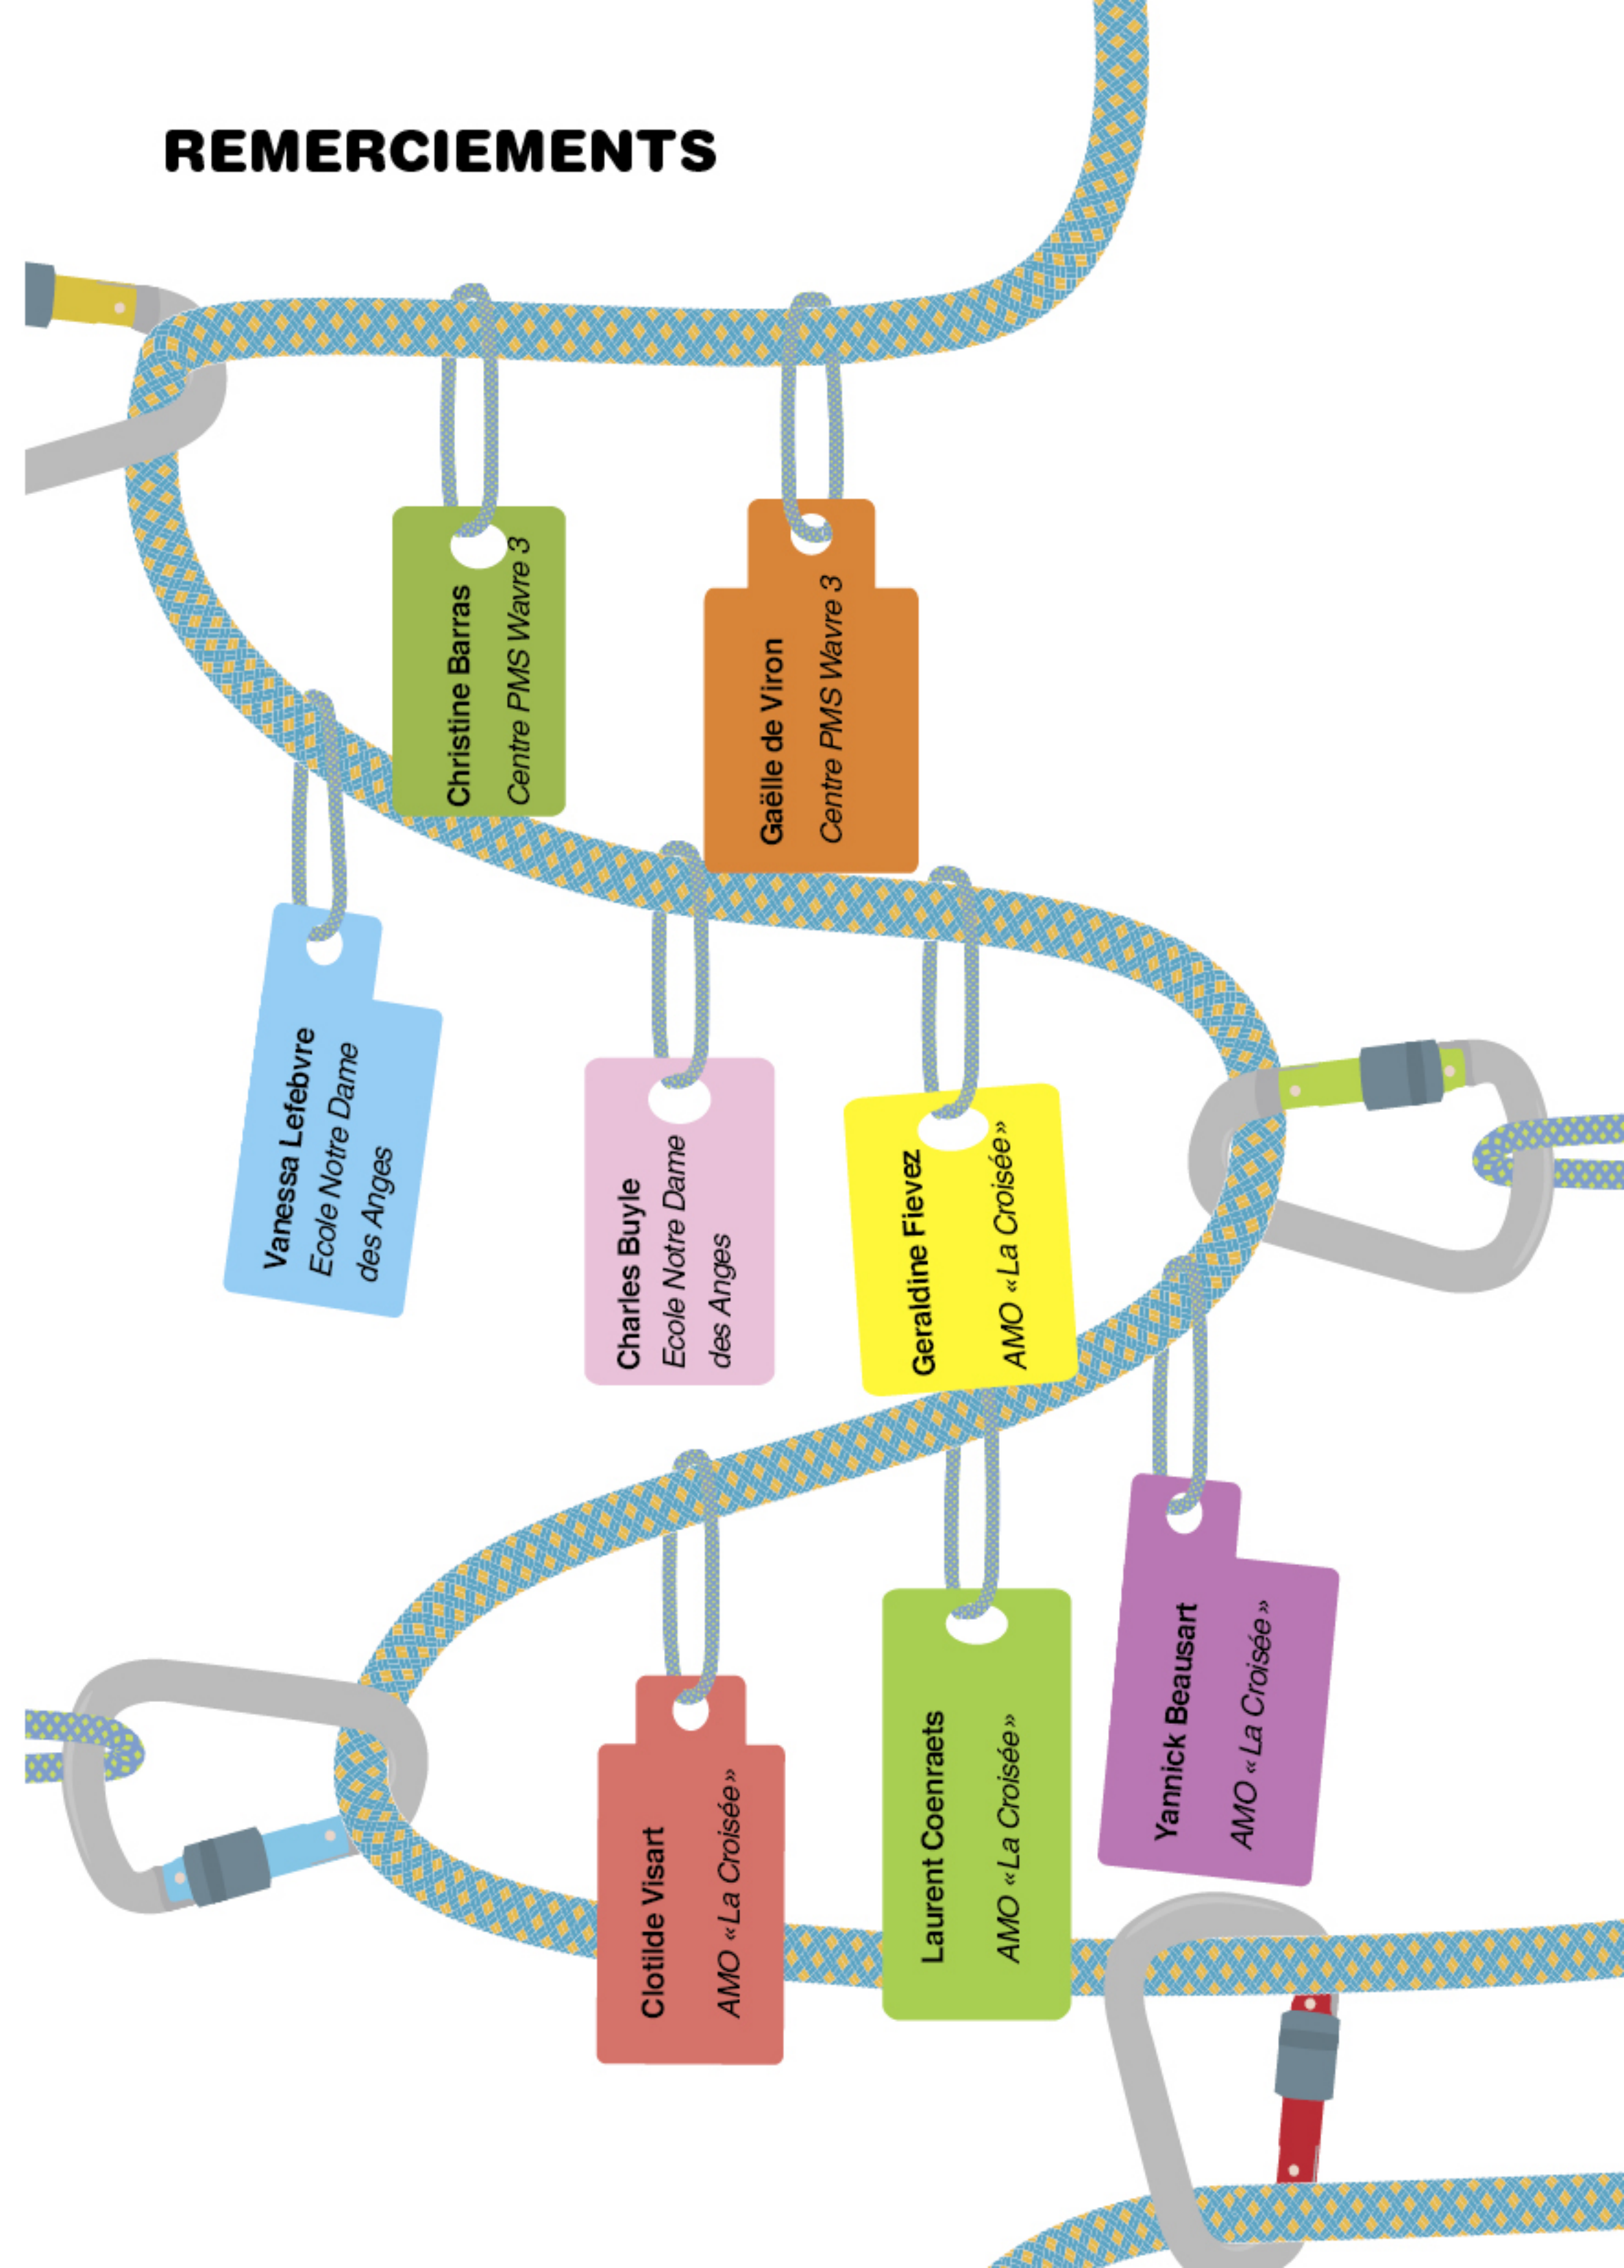 REMERCIEMENTS
Christine Barras
Centre PMS Wavre 3
Gaëlle de Viron
Centre PMS Wavre 3
Vanessa Lefebvre
Ecole Notre Dame
des Anges
Charles Buyle
Ecole Notre Dame
des Anges
Geraldine Fievez
AMO «La Croisée»
Clotilde Visart
AMO «La Croisée»
Laurent Coenraets
AMO «La Croisée»
Yannick Beausart
AMO «La Croisée»